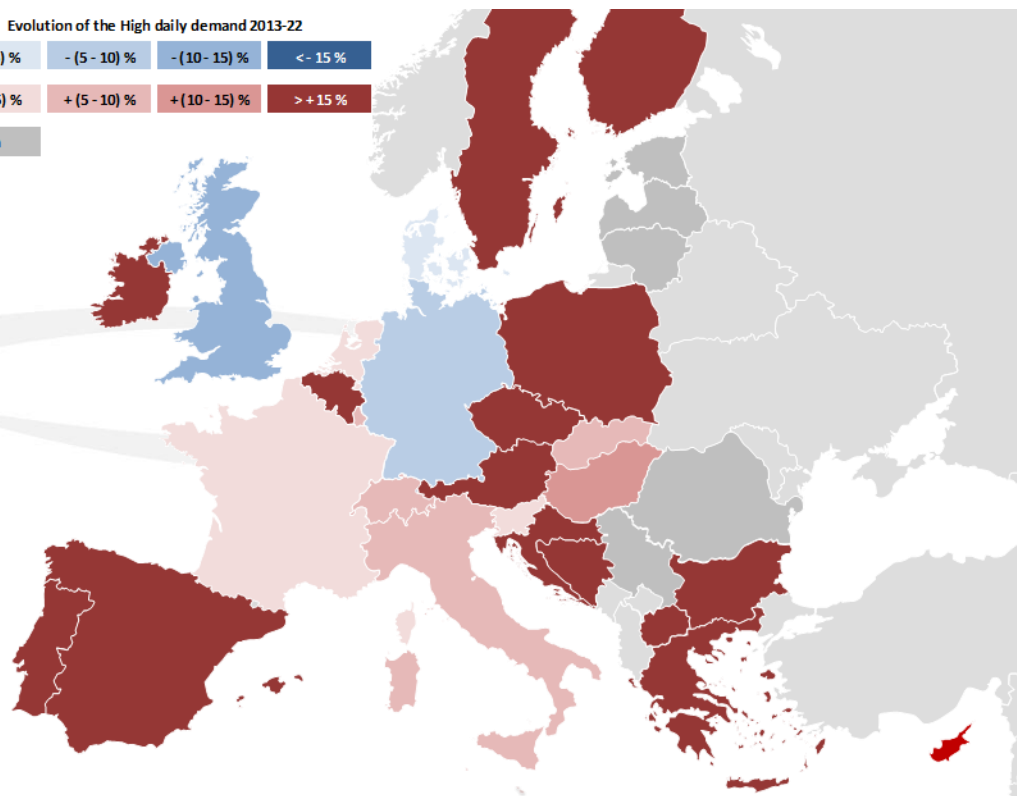 Evolution of the High daily demand 2013-22
) % - (5 - 10) % - (10 - 15) % < - 15 %
) % + (5 - 10) % + (10 - 15) % > + 15 %